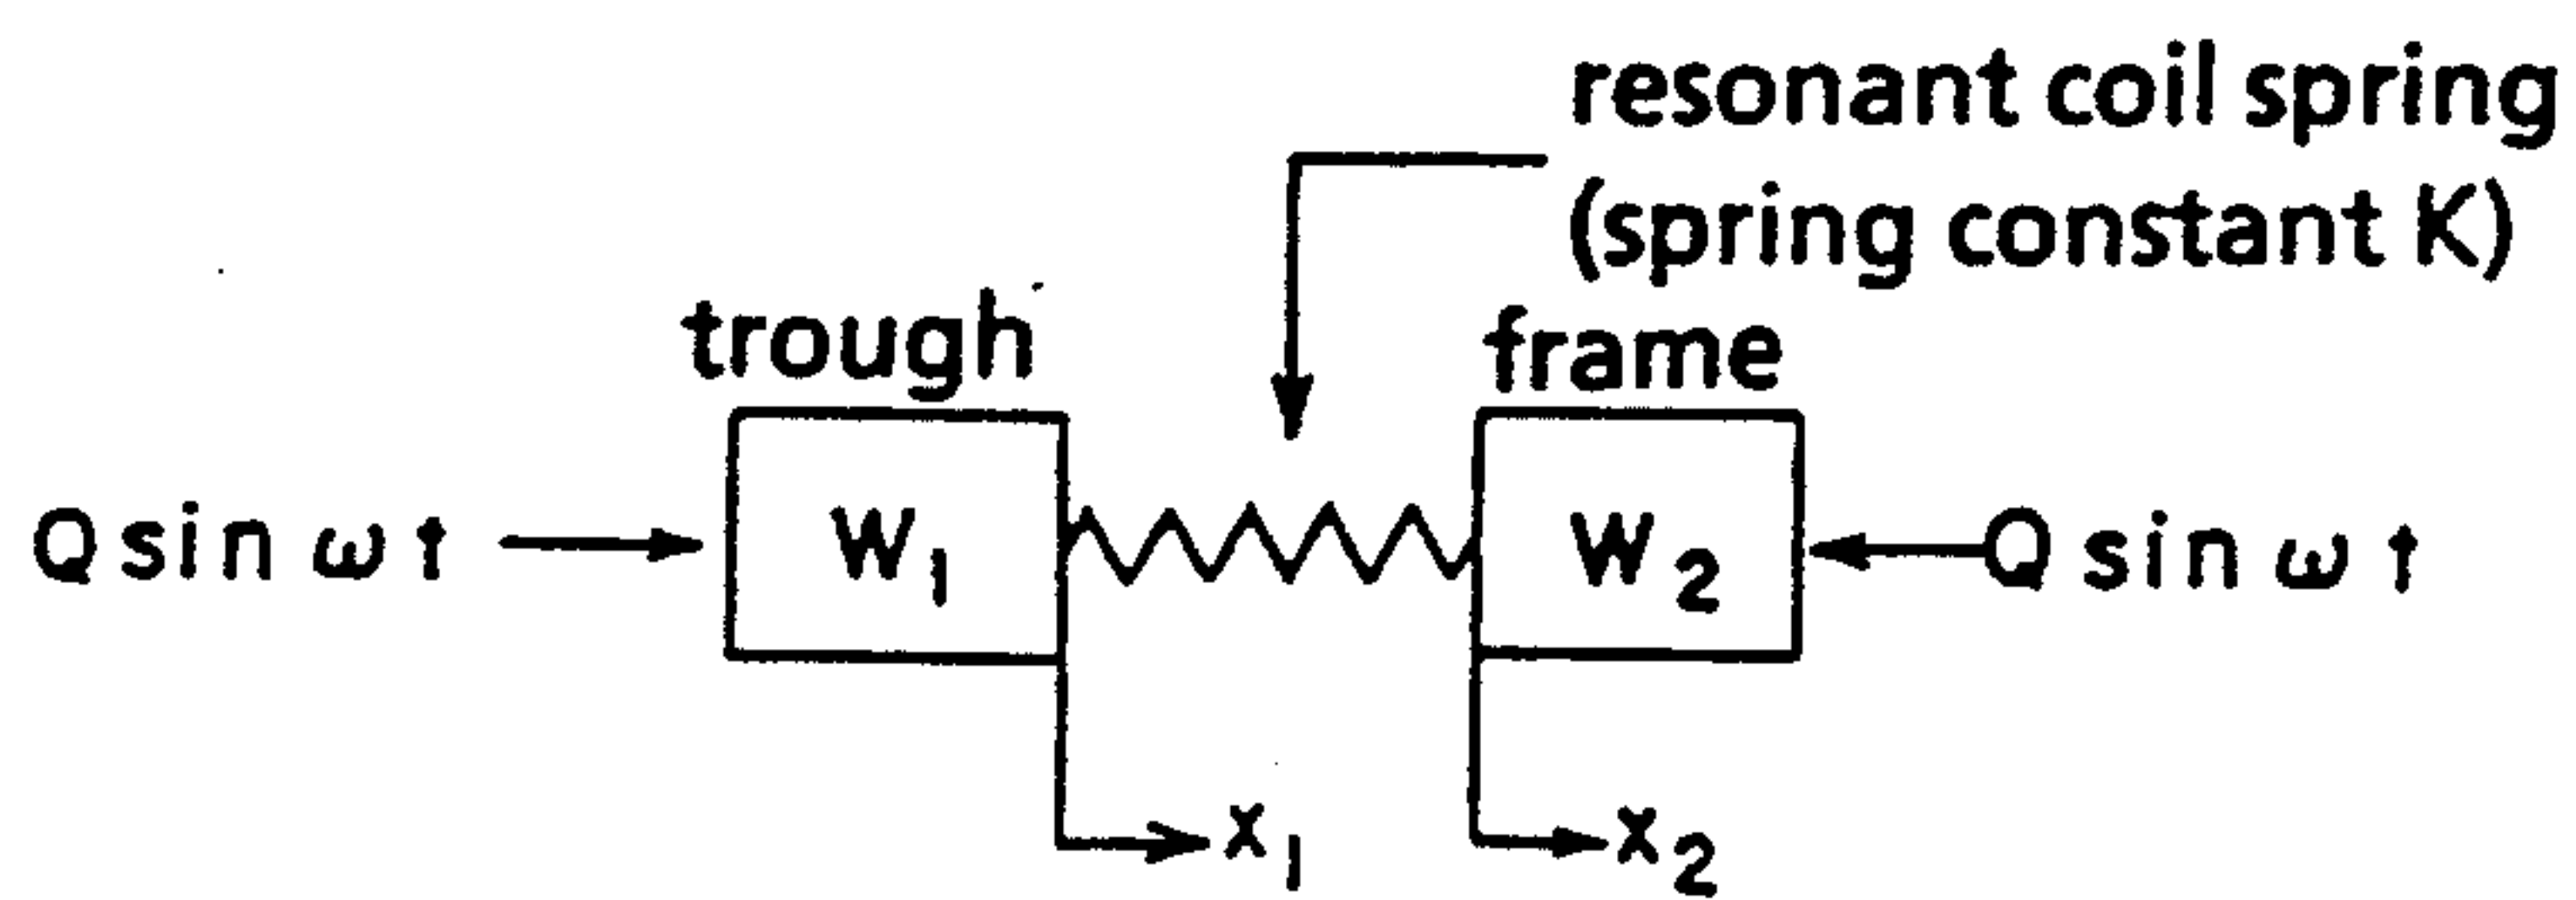 resonant coil spring
(spring constant K)
trough
frame
Q sin ω t
W1
W2
Q sin ω t
x1
x2